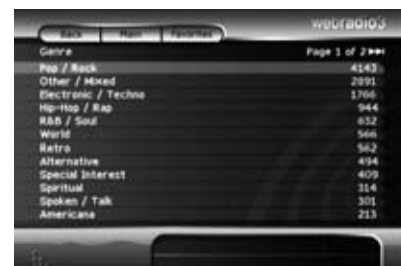 webradio3
Back Main Favorites
Genre Page 1 of 2
Pop / Rock 4143
Other / Mixed 2891
Electronic / Techno 1766
Hip-Hop / Rap 944
R&B / Soul 632
World 566
Retro 562
Alternative 494
Special Interest 409
Spiritual 314
Spoken / Talk 301
Americana 213